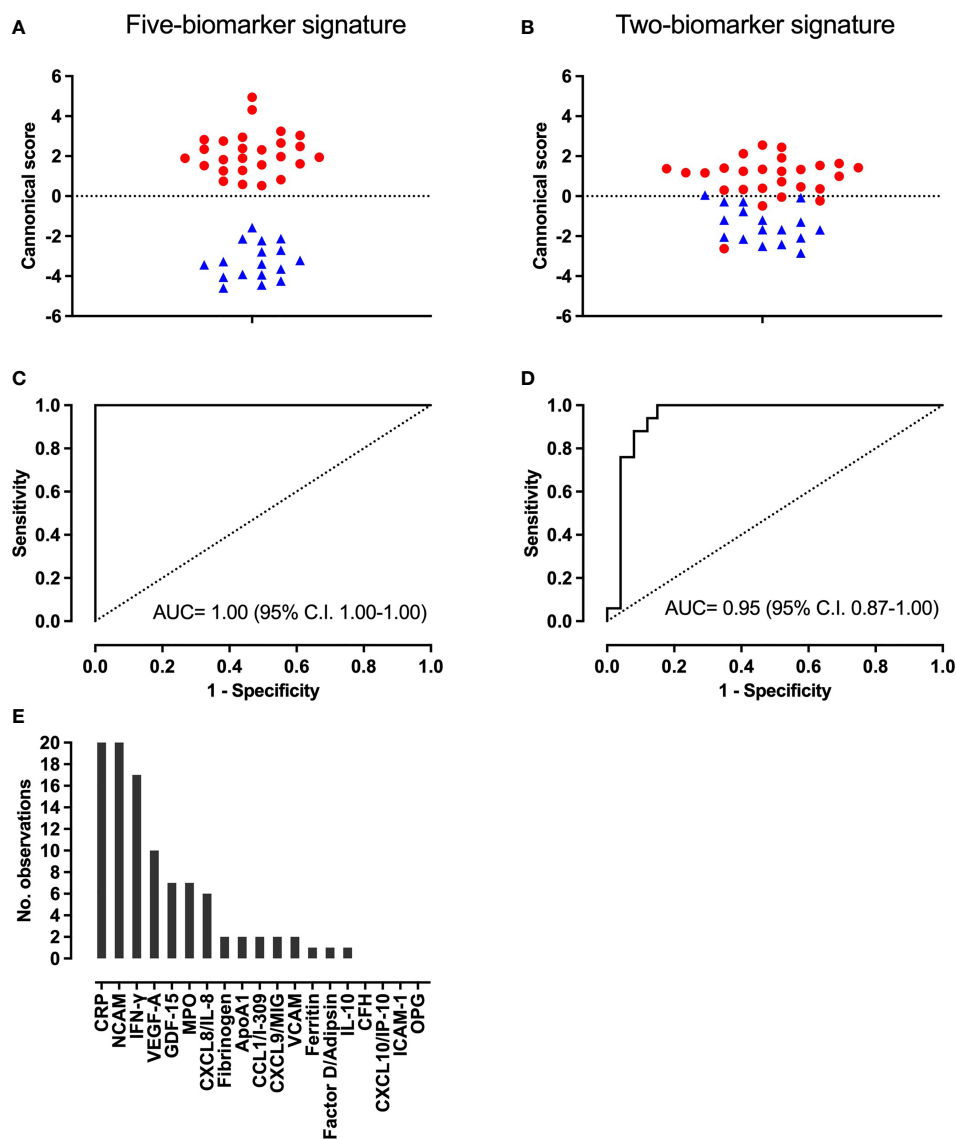 A
Five-biomarker signature
B
Two-biomarker signature
6
4
2
0
-2
-4
-6
Cannonical score
6
4
2
0
-2
-4
-6
Cannonical score
C
1.0
0.8
0.6
0.4
0.2
0.0
Sensitivity
AUC= 1.00 (95% C.I. 1.00-1.00)
0.0 0.2 0.4 0.6 0.8 1.0
1 - Specificity
D
1.0
0.8
0.6
0.4
0.2
0.0
Sensitivity
AUC= 0.95 (95% C.I. 0.87-1.00)
0.0 0.2 0.4 0.6 0.8 1.0
1 - Specificity
E
20
18
16
14
12
10
8
6
4
2
0
No. observations
CRP
NCAM
IFN-γ
VEGF-A
GDF-15
MPO
CXCL8/IL-8
Fibrinogen
ApoA1
CCL1/I-309
CXCL9/MIG
VCAM
Ferritin
Factor D/Adipsin
IL-10
CFH
CXCL10/IP-10
ICAM-1
OPG